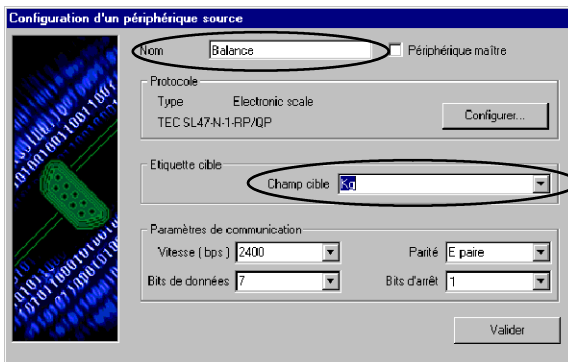 Configuration d'un périphérique source
Nom Balance Périphérique maître
Protocole
Type Electronic scale
TEC SL47-N-1-RP/QP Configurer...
Etiquette cible
Champ cible Kg
Paramètres de communication
Vitesse ( bps ) 2400 Parité E paire
Bits de données 7 Bits d'arrêt 1
Valider